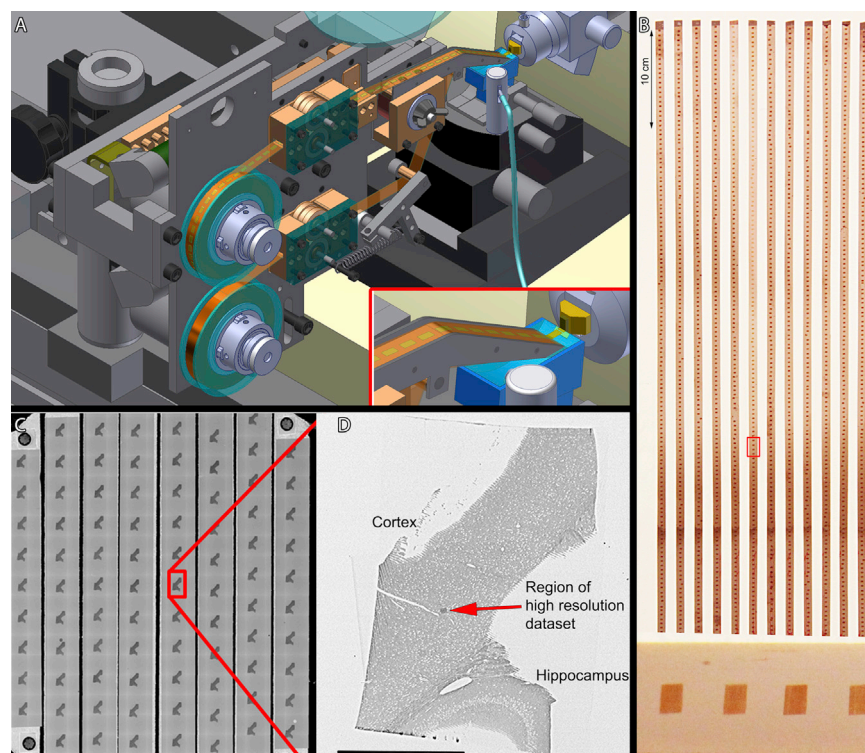 A
B
10 cm
C
D
Cortex
Region of
high resolution
dataset
Hippocampus